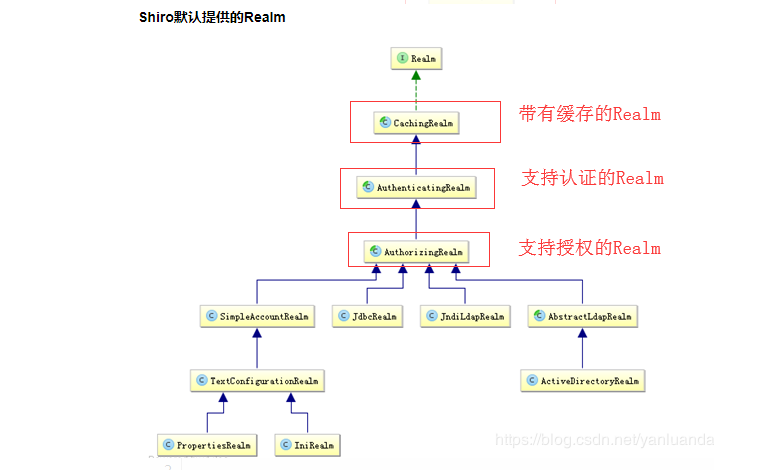 Shiro默认提供的Realm
I Realm
C CachingRealm
带有缓存的Realm
C AuthenticatingRealm
支持认证的Realm
C AuthorizingRealm
支持授权的Realm
C SimpleAccountRealm
C JdbcRealm
C JndiLdapRealm
C AbstractLdapRealm
C TextConfigurationRealm
C ActiveDirectoryRealm
C PropertiesRealm
C IniRealm
https://blog.csdn.net/yanluandai